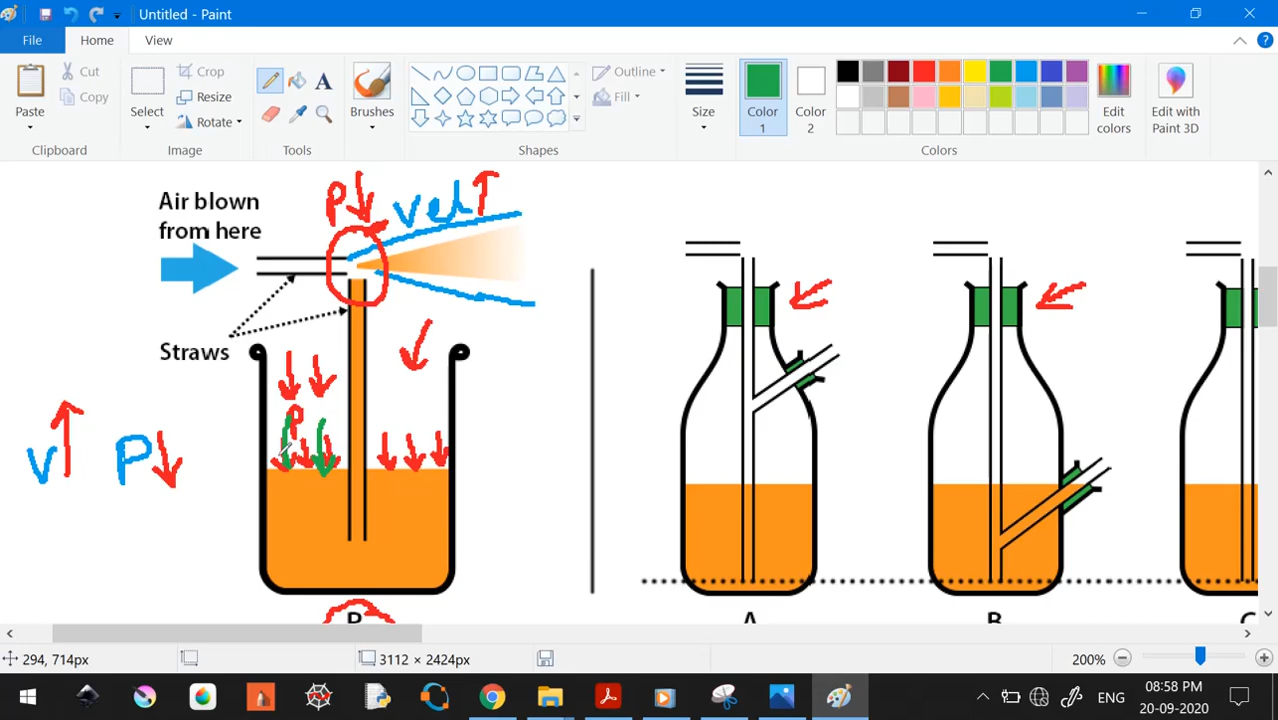 Untitled - Paint
File
Home
View
Paste
Cut
Copy
Clipboard
Select
Crop
Resize
Rotate
Image
A
Tools
Brushes
Outline
Fill
Shapes
Size
Color
1
Color
2
Edit
colors
Colors
Edit with
Paint 3D
Air blown
from here
P
vel
Straws
P
v P
P
A
B
C
294, 714px
3112 × 2424px
200%
ENG
08:58 PM
20-09-2020